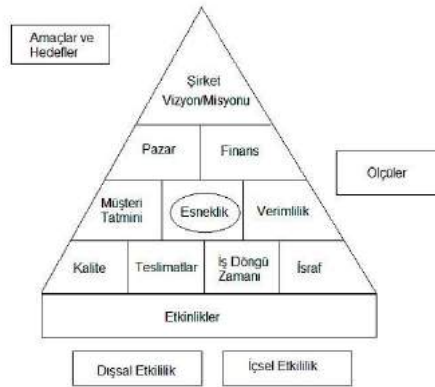 Amaçlar ve
Hedefler
Şirket
Vizyon/Misyonu
Pazar
Finans
Ölçüler
Müşteri
Tatmini
Esneklik
Verimlilik
Kalite
Teslimatlar
İş Döngü
Zamanı
İsraf
Etkinlikler
Dışsal Etkililik
İçsel Etkililik